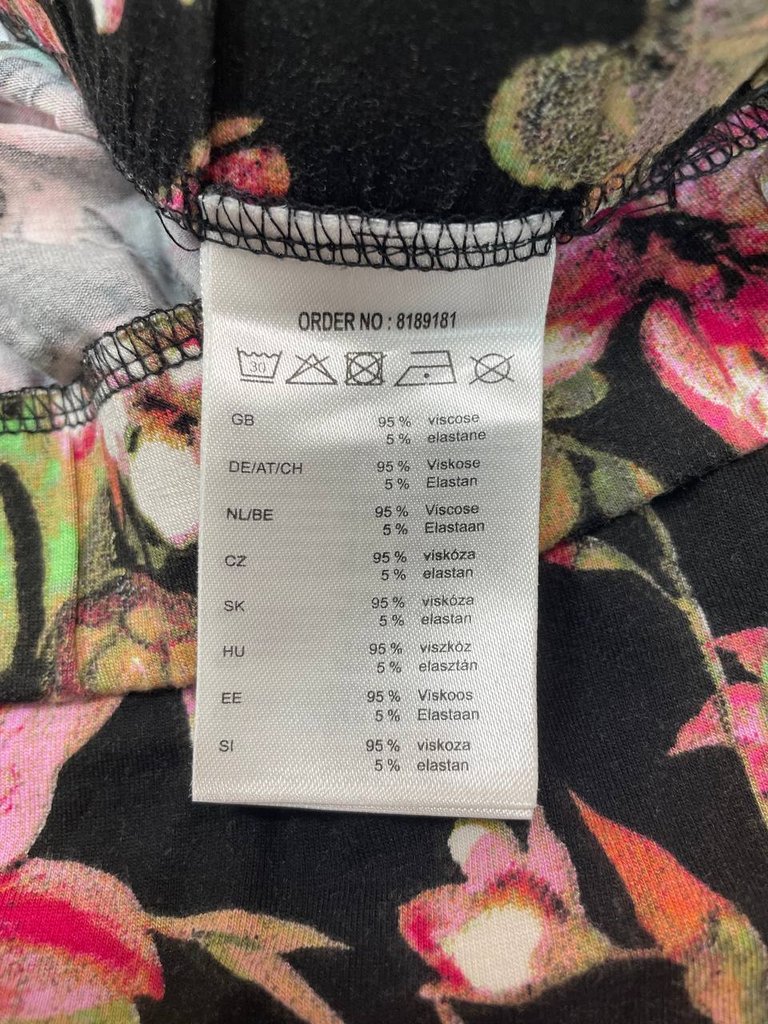 ORDER NO : 8189181
30
GB 95 % viscose
5 % elastane
DE/AT/CH 95 % Viskose
5 % Elastan
NL/BE 95 % Viscose
5 % Elastaan
CZ 95 % viskóza
5 % elastan
SK 95 % viskóza
5 % elastan
HU 95 % viszkóz
5 % elasztán
EE 95 % Viskoos
5 % Elastaan
SI 95 % viskoza
5 % elastan